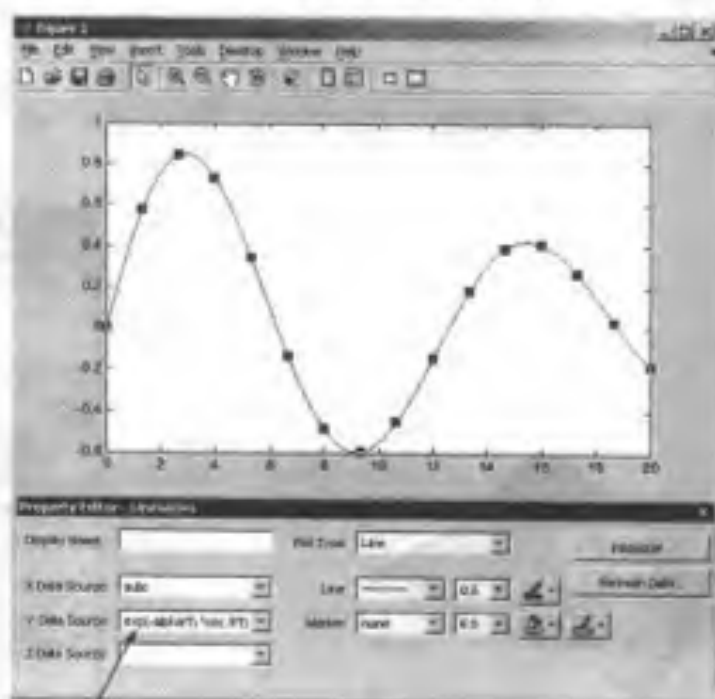 Figure 1
File Edit View Insert Tools Desktop Window Help
1
0.8
0.6
0.4
0.2
0
-0.2
-0.4
-0.6
0 2 4 6 8 10 12 14 16 18 20
Property Editor -
Display Name: Plot Type: Line
X Data Source: auto Line: 0.5 Refresh Data...
Y Data Source: Marker: none 6.0
Z Data Source: